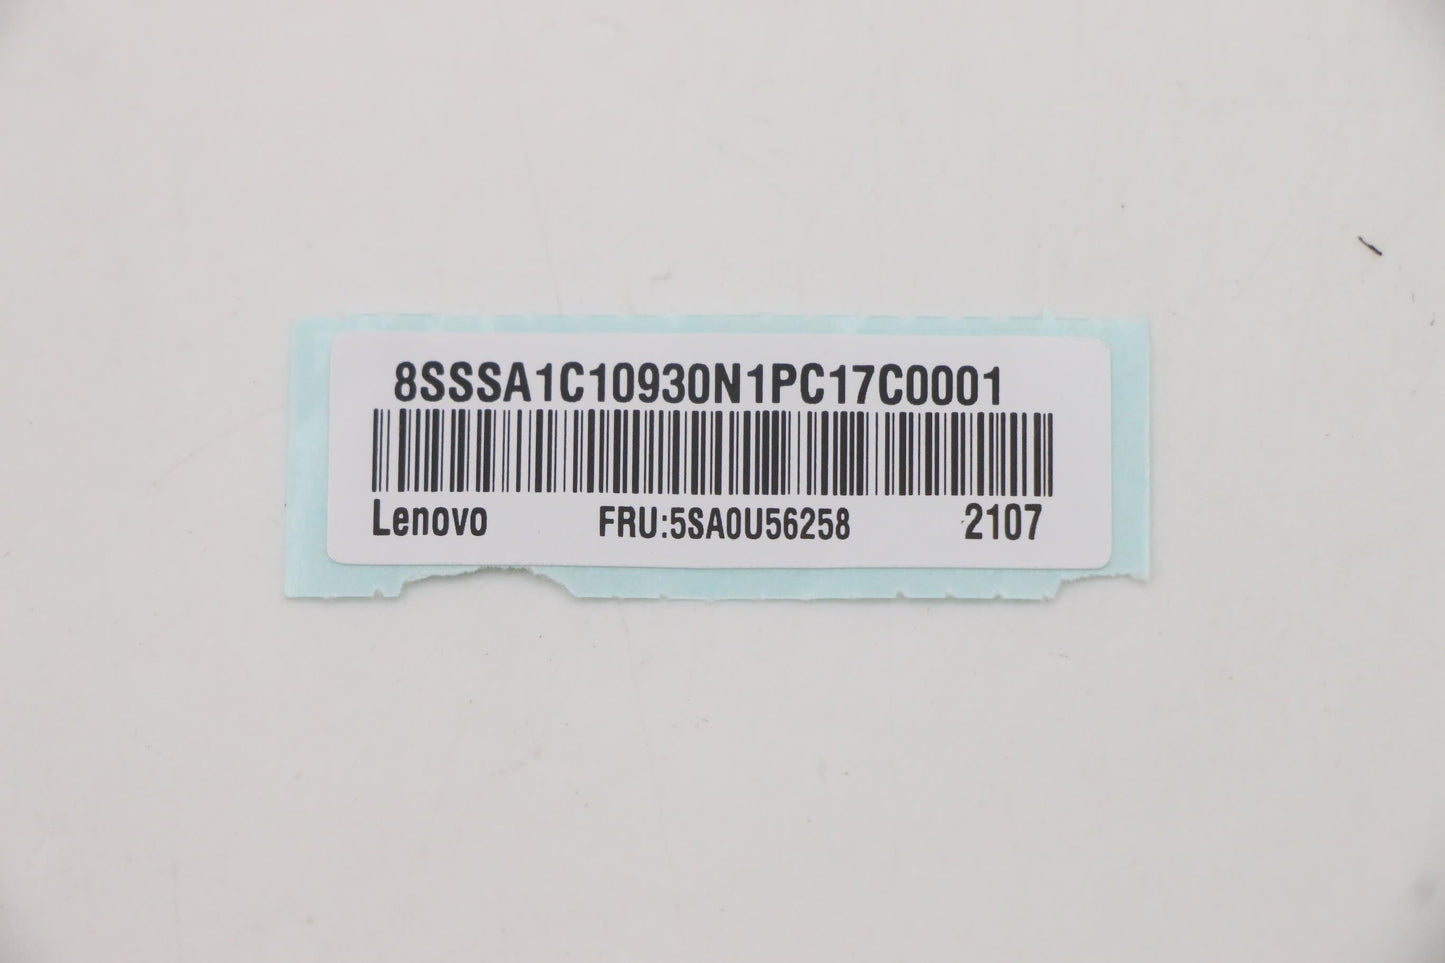 8SSSA1C10930N1PC17C0001
Lenovo FRU:5SA0U56258 2107